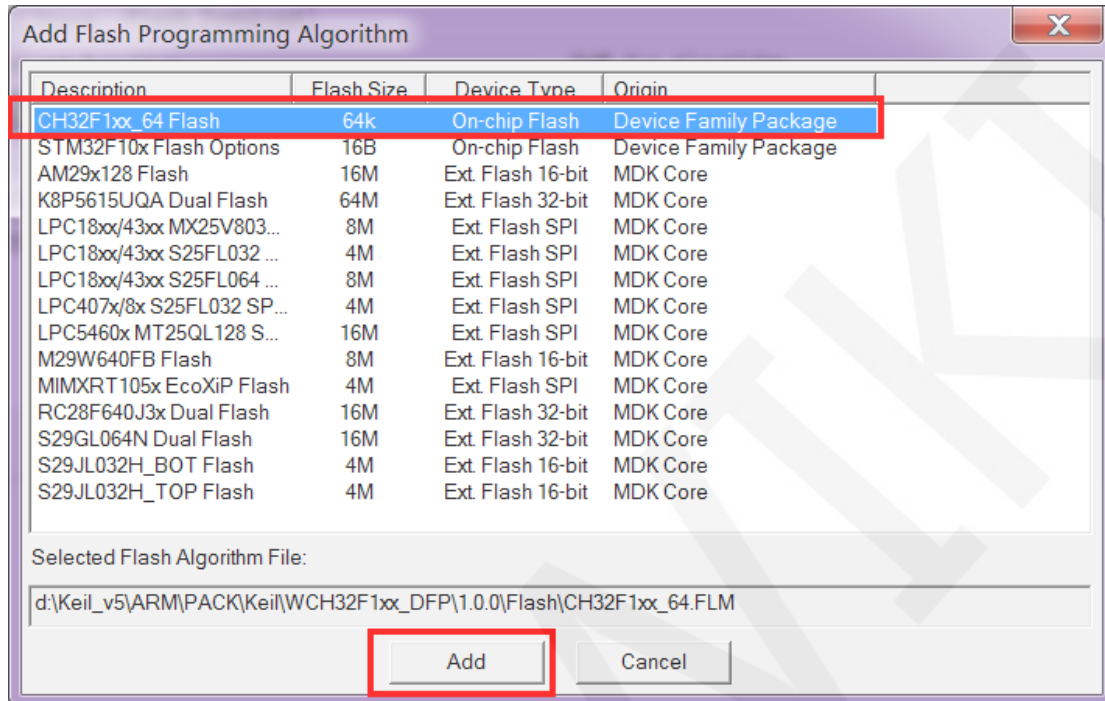 Add Flash Programming Algorithm
X
Description Flash Size Device Type Origin
CH32F1xx_64 Flash 64k On-chip Flash Device Family Package
STM32F10x Flash Options 16B On-chip Flash Device Family Package
AM29x128 Flash 16M Ext. Flash 16-bit MDK Core
K8P5615UQA Dual Flash 64M Ext. Flash 32-bit MDK Core
LPC18xx/43xx MX25V803... 8M Ext. Flash SPI MDK Core
LPC18xx/43xx S25FL032 ... 4M Ext. Flash SPI MDK Core
LPC18xx/43xx S25FL064 ... 8M Ext. Flash SPI MDK Core
LPC407x/8x S25FL032 SP... 4M Ext. Flash SPI MDK Core
LPC5460x MT25QL128 S... 16M Ext. Flash SPI MDK Core
M29W640FB Flash 8M Ext. Flash 16-bit MDK Core
MIMXRT105x EcoXiP Flash 4M Ext. Flash SPI MDK Core
RC28F640J3x Dual Flash 16M Ext. Flash 32-bit MDK Core
S29GL064N Dual Flash 16M Ext. Flash 32-bit MDK Core
S29JL032H_BOT Flash 4M Ext. Flash 16-bit MDK Core
S29JL032H_TOP Flash 4M Ext. Flash 16-bit MDK Core
Selected Flash Algorithm File:
d:\Keil_v5\ARM\PACK\Keil\WCH32F1xx_DFP\1.0.0\Flash\CH32F1xx_64.FLM
Add Cancel